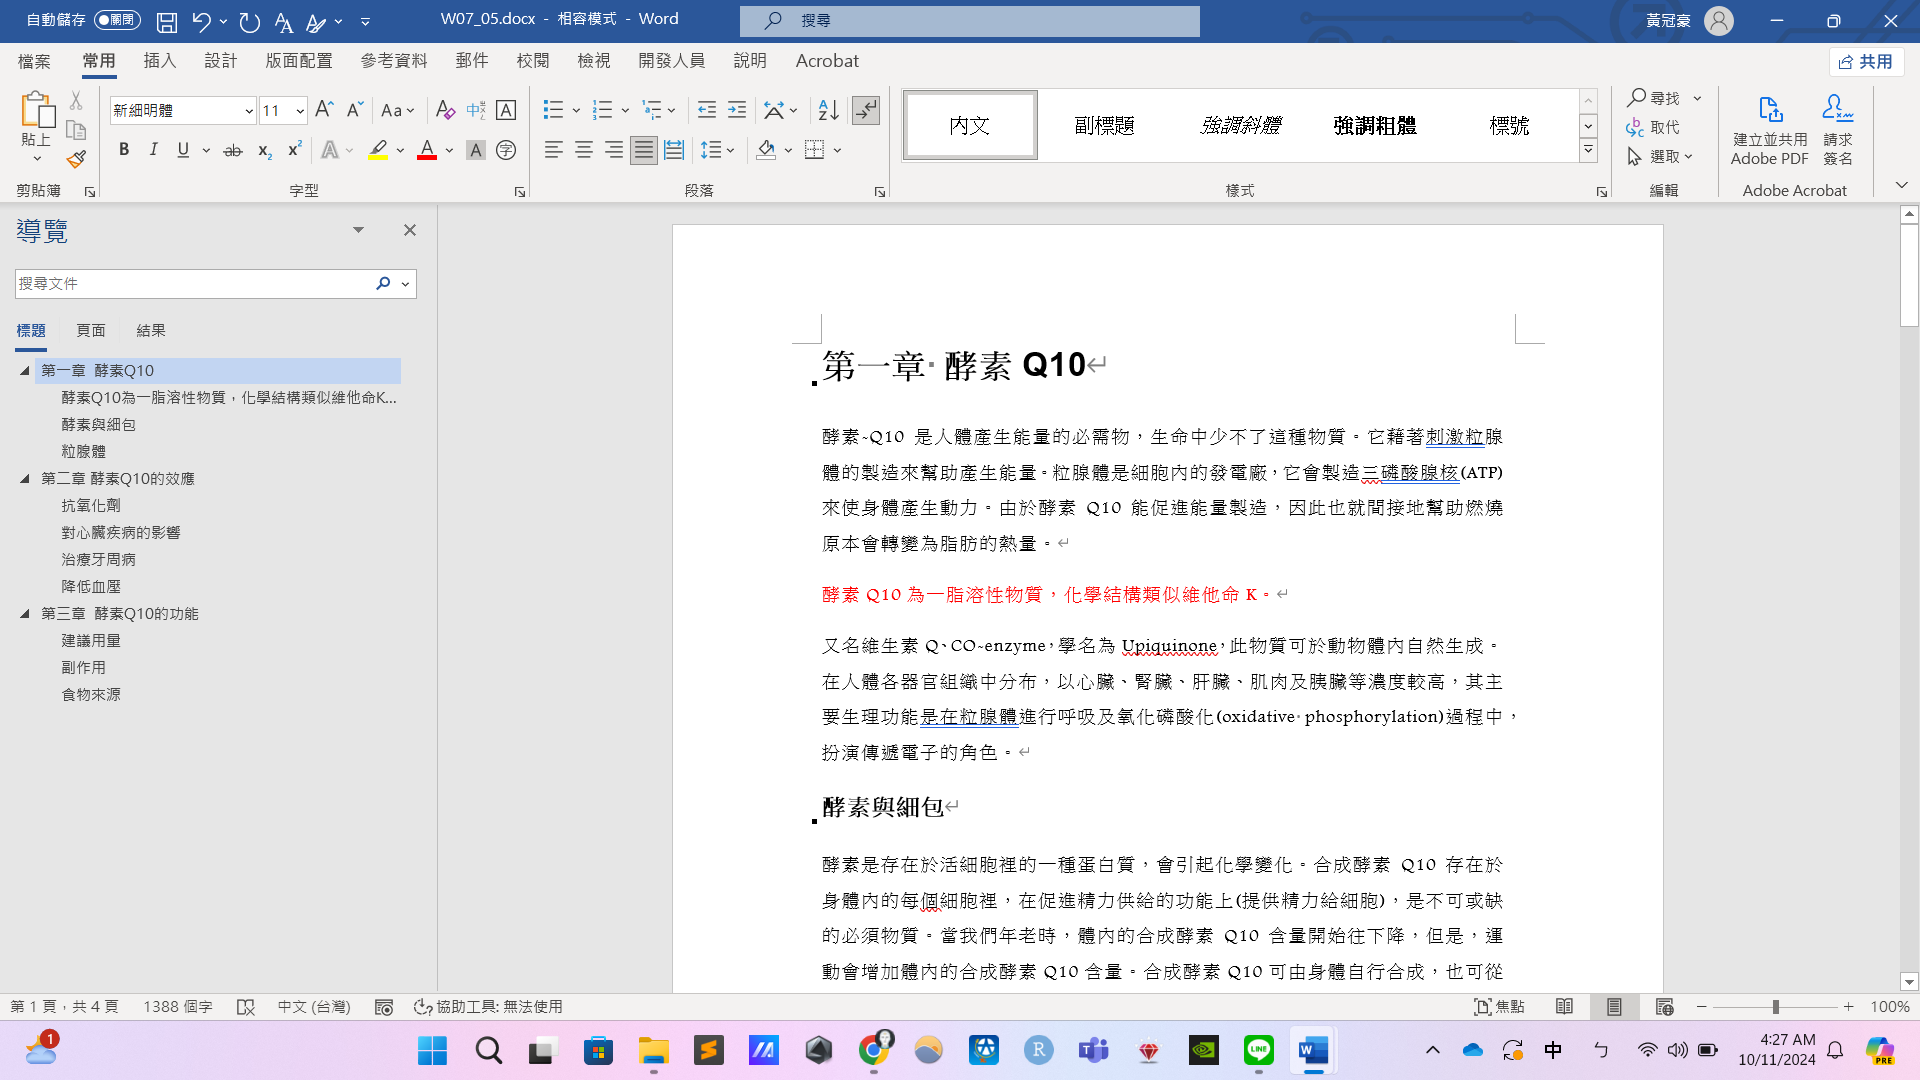 自動儲存 關閉
W07_05.docx - 相容模式 - Word
搜尋
黃冠豪
檔案 常用 插入 設計 版面配置 參考資料 郵件 校閱 檢視 開發人員 說明 Acrobat
共用
貼上
剪貼簿
新細明體 11
字型
段落
內文 副標題 強調斜體 強調粗體 標號
樣式
尋找
取代
選取
編輯
建立並共用
Adobe PDF
請求
簽名
Adobe Acrobat
導覽
搜尋文件
標題 頁面 結果
第一章 酵素Q10
酵素Q10為一脂溶性物質，化學結構類似維他命K...
酵素與細包
粒腺體
第二章 酵素Q10的效應
抗氧化劑
對心臟疾病的影響
治療牙周病
降低血壓
第三章 酵素Q10的功能
建議用量
副作用
食物來源
第一章 酵素 Q10
酵素~Q10 是人體產生能量的必需物，生命中少不了這種物質。它藉著刺激粒腺
體的製造來幫助產生能量。粒腺體是細胞內的發電廠，它會製造三磷酸腺核(ATP)
來使身體產生動力。由於酵素 Q10 能促進能量製造，因此也就間接地幫助燃燒
原本會轉變為脂肪的熱量。
酵素 Q10 為一脂溶性物質，化學結構類似維他命 K。
又名維生素 Q、CO-enzyme，學名為 Upiquinone，此物質可於動物體內自然生成。
在人體各器官組織中分布，以心臟、腎臟、肝臟、肌肉及胰臟等濃度較高，其主
要生理功能是在粒腺體進行呼吸及氧化磷酸化(oxidative phosphorylation)過程中，
扮演傳遞電子的角色。
酵素與細包
酵素是存在於活細胞裡的一種蛋白質，會引起化學變化。合成酵素 Q10 存在於
身體內的每個細胞裡，在促進精力供給的功能上(提供精力給細胞)，是不可或缺
的必須物質。當我們年老時，體內的合成酵素 Q10 含量開始往下降，但是，運
動會增加體內的合成酵素 Q10 含量。合成酵素 Q10 可由身體自行合成，也可從
第 1 頁，共 4 頁 1388 個字 中文 (台灣) 協助工具: 無法使用
焦點 100%
1
中 ㄅ
4:27 AM
10/11/2024
PRE